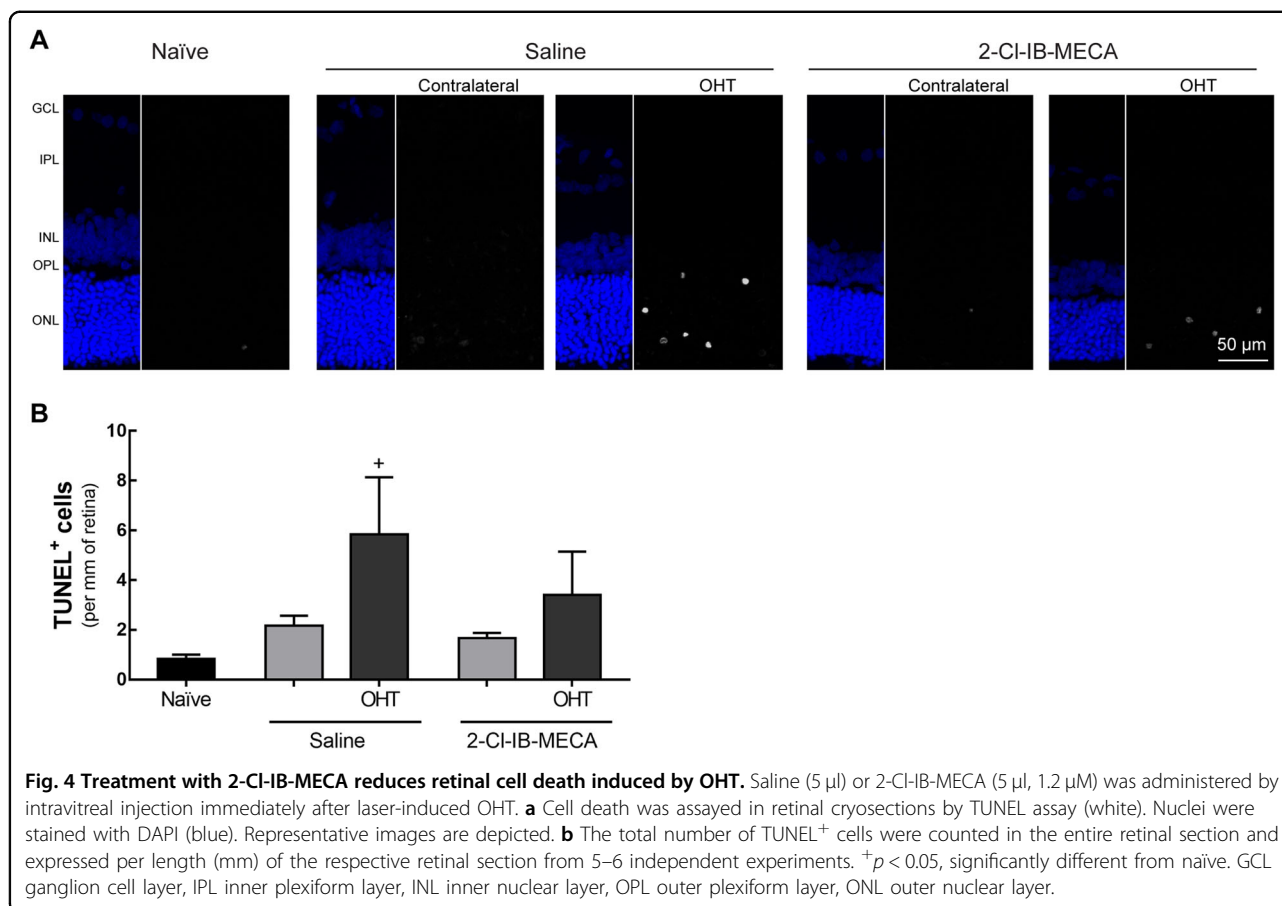 A
Naïve
Saline
2-Cl-IB-MECA
Contralateral
OHT
Contralateral
OHT
GCL
IPL
INL
OPL
ONL
50 µm
B
TUNEL+ cells
(per mm of retina)
10
8
6
4
2
0
+
Naïve
-
OHT
-
OHT
Saline
2-Cl-IB-MECA
Fig. 4 Treatment with 2-Cl-IB-MECA reduces retinal cell death induced by OHT. Saline (5 µl) or 2-Cl-IB-MECA (5 µl, 1.2 µM) was administered by
intravitreal injection immediately after laser-induced OHT. a Cell death was assayed in retinal cryosections by TUNEL assay (white). Nuclei were
stained with DAPI (blue). Representative images are depicted. b The total number of TUNEL+ cells were counted in the entire retinal section and
expressed per length (mm) of the respective retinal section from 5–6 independent experiments. +p < 0.05, significantly different from naïve. GCL
ganglion cell layer, IPL inner plexiform layer, INL inner nuclear layer, OPL outer plexiform layer, ONL outer nuclear layer.